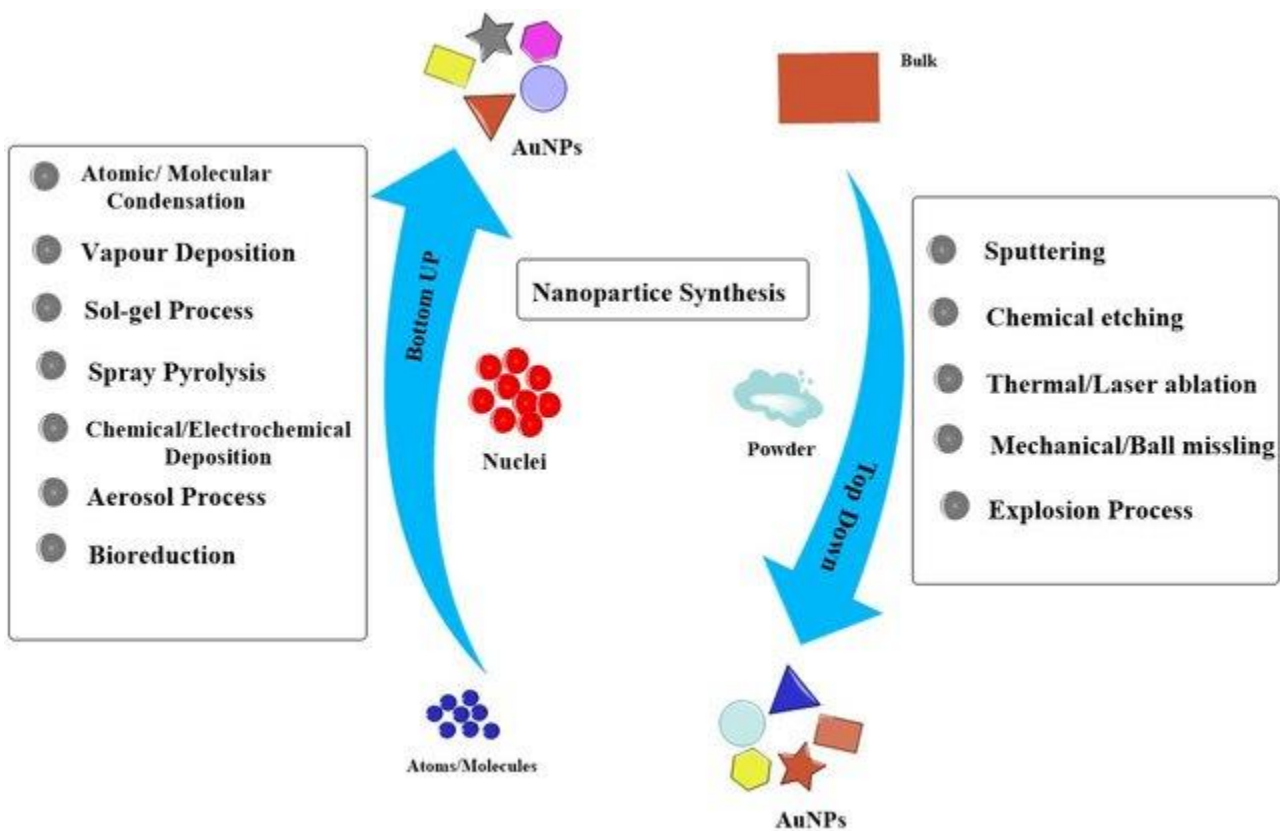 AuNPs
Bulk
Atomic/ Molecular
Condensation
Vapour Deposition
Sol-gel Process
Spray Pyrolysis
Chemical/Electrochemical
Deposition
Aerosol Process
Bioreduction
Bottom UP
Nanopartice Synthesis
Nuclei
Powder
Top Down
Sputtering
Chemical etching
Thermal/Laser ablation
Mechanical/Ball missling
Explosion Process
Atoms/Molecules
AuNPs